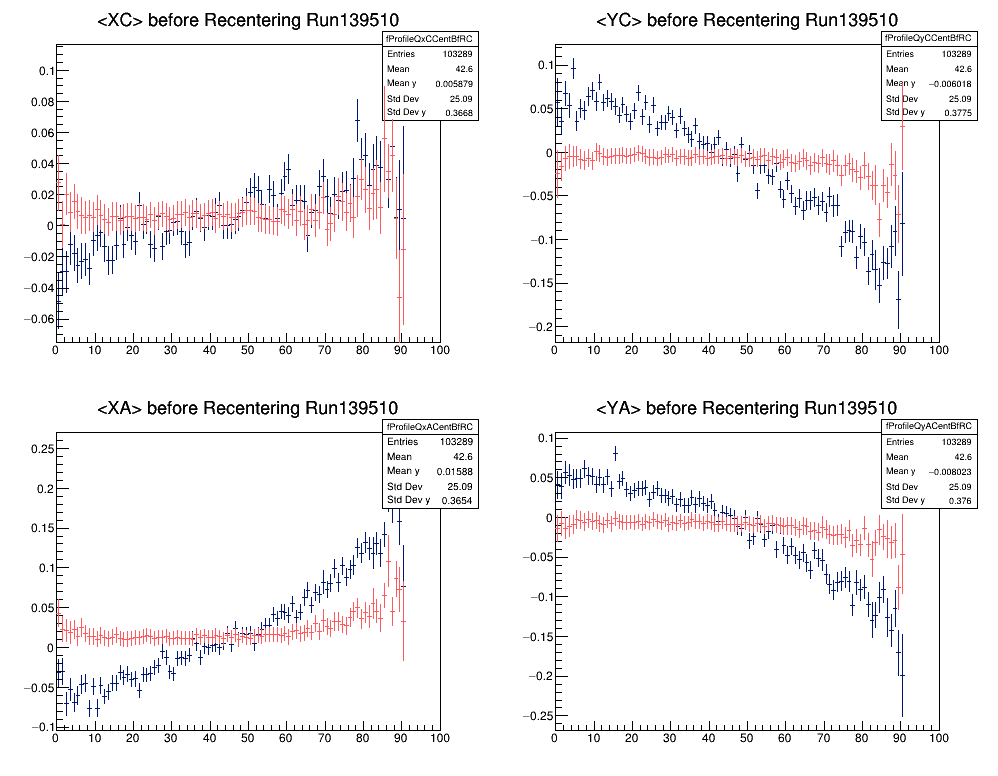 <XC> before Recentering Run139510
fProfileQxCCentBfRC
Entries 103289
Mean 42.6
Mean y 0.005879
Std Dev 25.09
Std Dev y 0.3668
0.1
0.08
0.06
0.04
0.02
0
−0.02
−0.04
−0.06
0 10 20 30 40 50 60 70 80 90 100
<YC> before Recentering Run139510
fProfileQyCCentBfRC
Entries 103289
Mean 42.6
Mean y −0.006018
Std Dev 25.09
Std Dev y 0.3775
0.1
0.05
0
−0.05
−0.1
−0.15
−0.2
0 10 20 30 40 50 60 70 80 90 100
<XA> before Recentering Run139510
fProfileQxACentBfRC
Entries 103289
Mean 42.6
Mean y 0.01588
Std Dev 25.09
Std Dev y 0.3654
0.25
0.2
0.15
0.1
0.05
0
−0.05
−0.1
0 10 20 30 40 50 60 70 80 90 100
<YA> before Recentering Run139510
fProfileQyACentBfRC
Entries 103289
Mean 42.6
Mean y −0.008023
Std Dev 25.09
Std Dev y 0.376
0.1
0.05
0
−0.05
−0.1
−0.15
−0.2
−0.25
0 10 20 30 40 50 60 70 80 90 100